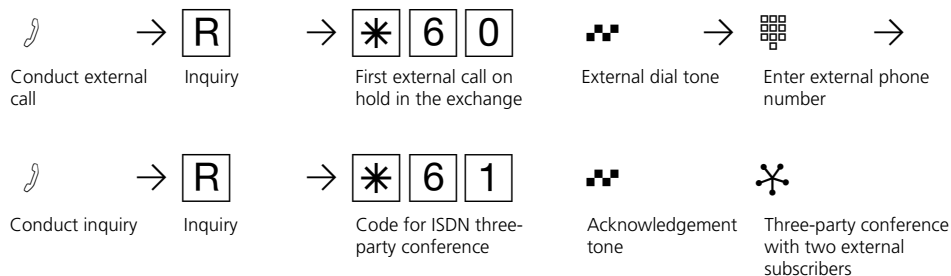 R
✱ 6 0
Conduct external
call
Inquiry
First external call on
hold in the exchange
External dial tone
Enter external phone
number
R
✱ 6 1
Conduct inquiry
Inquiry
Code for ISDN three-
party conference
Acknowledgement
tone
Three-party conference
with two external
subscribers